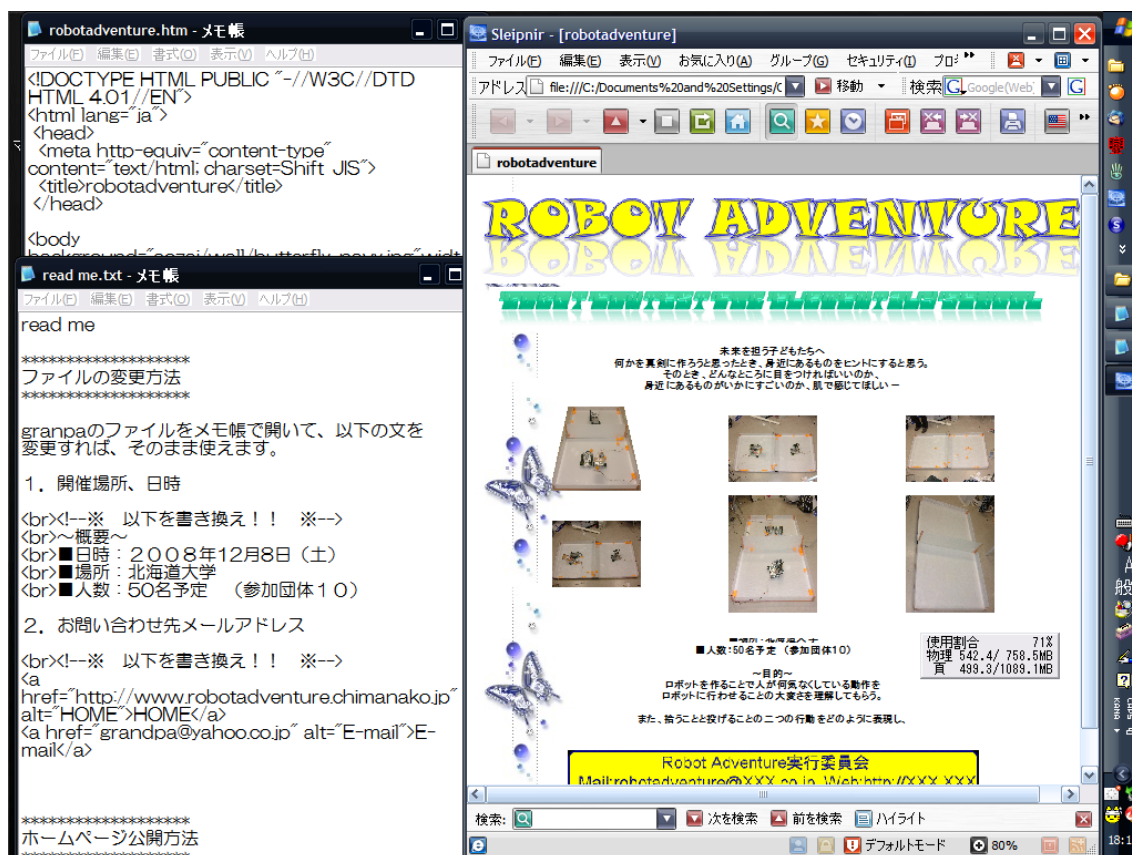 robotadventure.htm - メモ帳
ファイル(F) 編集(E) 書式(O) 表示(V) ヘルプ(H)
<!DOCTYPE HTML PUBLIC "-//W3C//DTD
HTML 4.01//EN">
<html lang="ja">
<head>
<meta http-equiv="content-type"
content="text/html; charset=Shift_JIS">
<title>robotadventure</title>
</head>
<body
read me.txt - メモ帳
ファイル(F) 編集(E) 書式(O) 表示(V) ヘルプ(H)
read me
********************
ファイルの変更方法
********************
granpaのファイルをメモ帳で開いて、以下の文を
変更すれば、そのまま使えます。
１．開催場所、日時
<br><!--※　以下を書き換え！！　※-->
<br>～概要～
<br>■日時：２００８年12月8日（土）
<br>■場所：北海道大学
<br>■人数：50名予定　（参加団体１０）
２．お問い合わせ先メールアドレス
<br><!--※　以下を書き換え！！　※-->
<a
href="http://www.robotadventure.chimanako.jp"
alt="HOME">HOME</a>
<a href="grandpa@yahoo.co.jp" alt="E-mail">E-
mail</a>
********************
ホームページ公開方法
Sleipnir - [robotadventure]
ファイル(F) 編集(E) 表示(V) お気に入り(A) グループ(G) セキュリティ(I)
アドレス file:///C:/Documents%20and%20Settings/ 移動 検索 Google(Web)
robotadventure
ROBOT ADVENTURE
未来を担う子どもたちへ
何かを真剣に作ろうと思ったとき、身近にあるものをヒントにすると思う。
そのとき、どんなところに目をつければいいのか、
身近にあるものがいかにすごいのか、肌で感じてほしいー
■場所：北海道大学
■人数：50名予定（参加団体10）
～目的～
ロボットを作ることで人が何気なくしている動作を
ロボットに行わせることの大変さを理解してもらう。
また、拾うことと投げることの二つの行動をどのように表現し、
使用割合 71%
物理 542.4/ 758.5MB
頁 499.3/1089.1MB
Robot Adventure実行委員会
Mail:robotadventure@XXX.co.jp Web:http://XXX.XXX
検索: 次を検索 前を検索 ハイライト
デフォルトモード 80%
A
般
CAPS
KANA
18:1